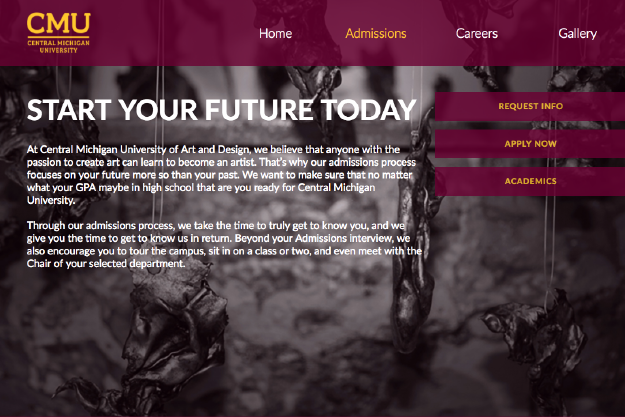 CMU
CENTRAL MICHIGAN
UNIVERSITY
Home
Admissions
Careers
Gallery
START YOUR FUTURE TODAY
REQUEST INFO
APPLY NOW
ACADEMICS
At Central Michigan University of Art and Design, we believe that anyone with the
passion to create art can learn to become an artist. That's why our admissions process
focuses on your future more so than your past. We want to make sure that no matter
what your GPA maybe in high school that are you ready for Central Michigan
University.
Through our admissions process, we take the time to truly get to know you, and we
give you the time to get to know us in return. Beyond your Admissions interview, we
also encourage you to tour the campus, sit in on a class or two, and even meet with the
Chair of your selected department.